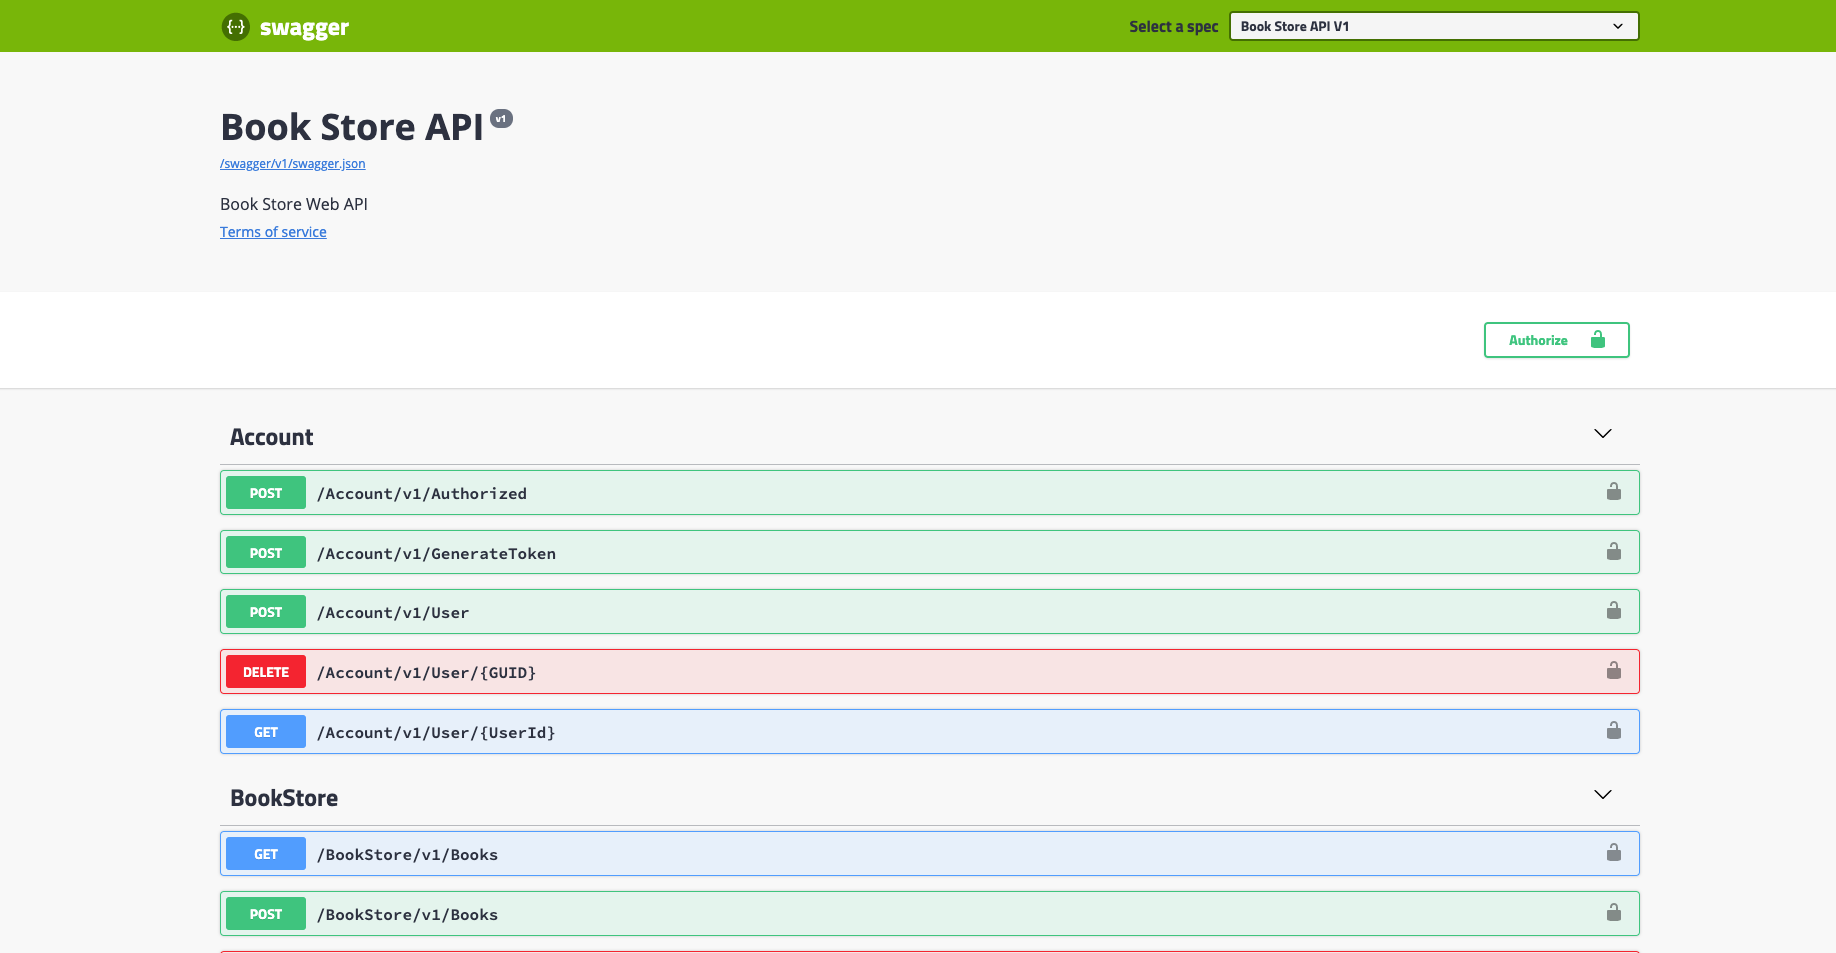 swagger
Select a spec
Book Store API V1
Book Store API v1
/swagger/v1/swagger.json
Book Store Web API
Terms of service
Authorize
Account
POST /Account/v1/Authorized
POST /Account/v1/GenerateToken
POST /Account/v1/User
DELETE /Account/v1/User/{GUID}
GET /Account/v1/User/{UserId}
BookStore
GET /BookStore/v1/Books
POST /BookStore/v1/Books